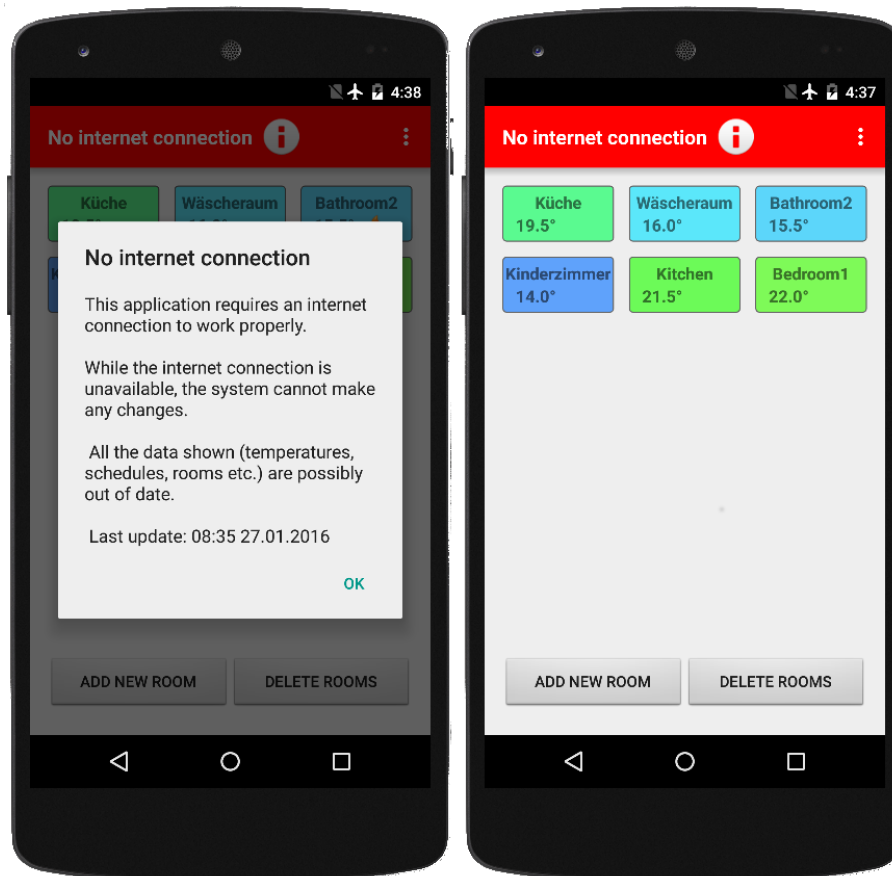 4:38
No internet connection
Küche Wäscheraum Bathroom2
No internet connection
This application requires an internet
connection to work properly.
While the internet connection is
unavailable, the system cannot make
any changes.
All the data shown (temperatures,
schedules, rooms etc.) are possibly
out of date.
Last update: 08:35 27.01.2016
OK
ADD NEW ROOM DELETE ROOMS
4:37
No internet connection
Küche Wäscheraum Bathroom2
19.5° 16.0° 15.5°
Kinderzimmer Kitchen Bedroom1
14.0° 21.5° 22.0°
ADD NEW ROOM DELETE ROOMS